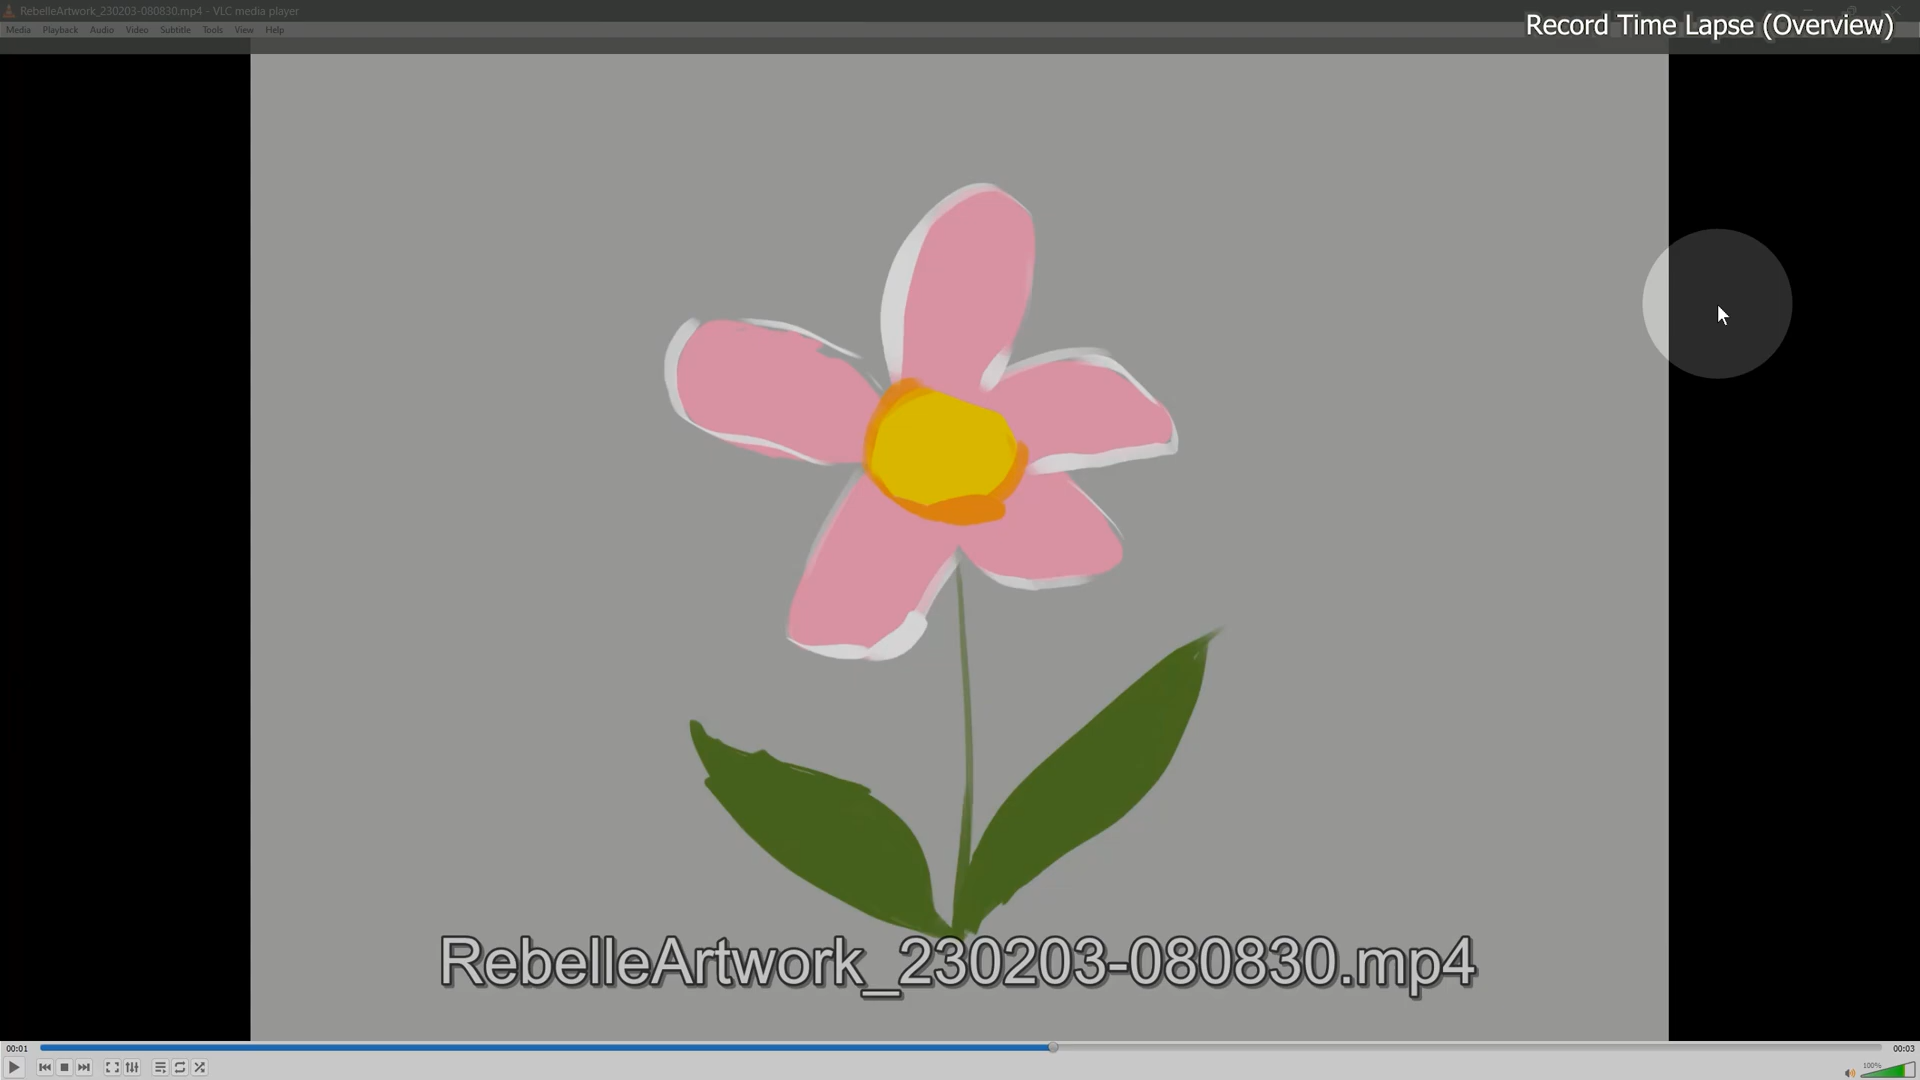 RebelleArtwork_230203-080830.mp4 - VLC media player
Media Playback Audio Video Subtitle Tools View Help
Record Time Lapse (Overview)
RebelleArtwork_230203-080830.mp4
00:01
00:03
100%